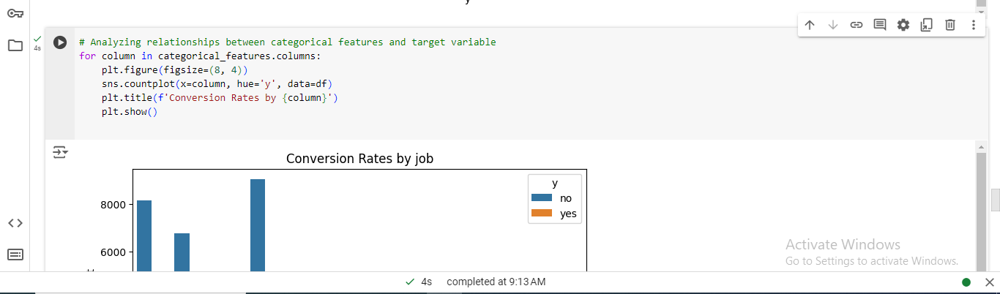 y
4s
# Analyzing relationships between categorical features and target variable
for column in categorical_features.columns:
    plt.figure(figsize=(8, 4))
    sns.countplot(x=column, hue='y', data=df)
    plt.title(f'Conversion Rates by {column}')
    plt.show()
Conversion Rates by job
y
no
yes
8000
6000
Activate Windows
Go to Settings to activate Windows.
4s completed at 9:13 AM